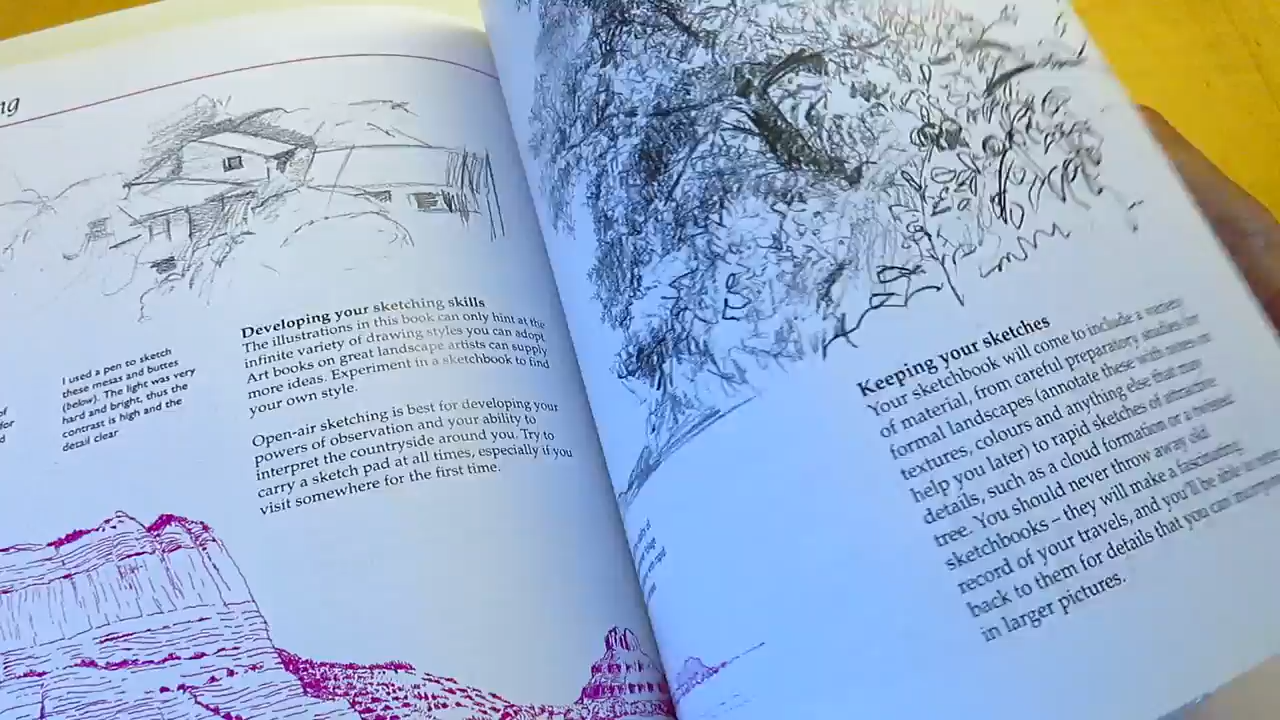 ng
I used a pen to sketch
these mesas and buttes
(below). The light was very
hard and bright, thus the
contrast is high and the
detail clear
of
for
d
Developing your sketching skills
The illustrations in this book can only hint at the
infinite variety of drawing styles you can adopt.
Art books on great landscape artists can supply
more ideas. Experiment in a sketchbook to find
your own style.
Open-air sketching is best for developing your
powers of observation and your ability to
interpret the countryside around you. Try to
carry a sketch pad at all times, especially if you
visit somewhere for the first time.
Keeping your sketches
Your sketchbook will come to include a variety
of material, from careful preparatory studies for
formal landscapes (annotate these with notes on
textures, colours and anything else that may
help you later) to rapid sketches of attractive
details, such as a cloud formation or a
tree. You should never throw away old
sketchbooks – they will make a fascinating
record of your travels, and you'll be able to
back to them for details that you can
in larger pictures.